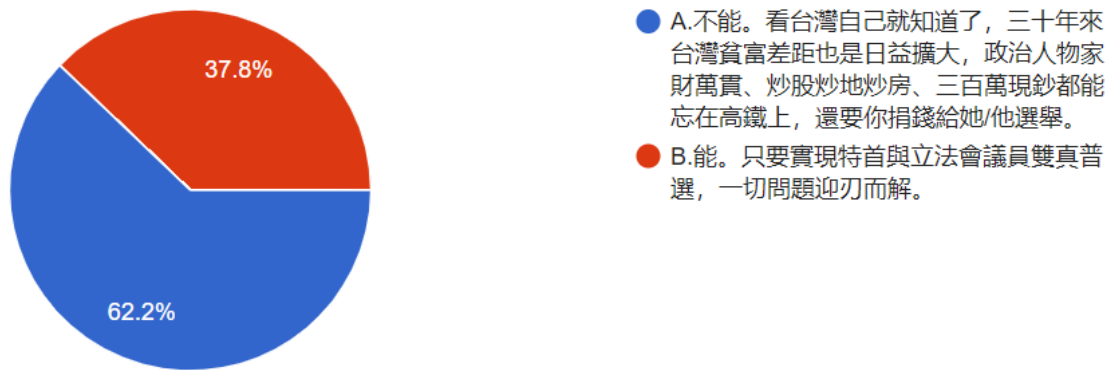 37.8%
62.2%
A.不能。看台灣自己就知道了，三十年來
台灣貧富差距也是日益擴大，政治人物家
財萬貫、炒股炒地炒房、三百萬現鈔都能
忘在高鐵上，還要你捐錢給她/他選舉。
B.能。只要實現特首與立法會議員雙真普
選，一切問題迎刃而解。